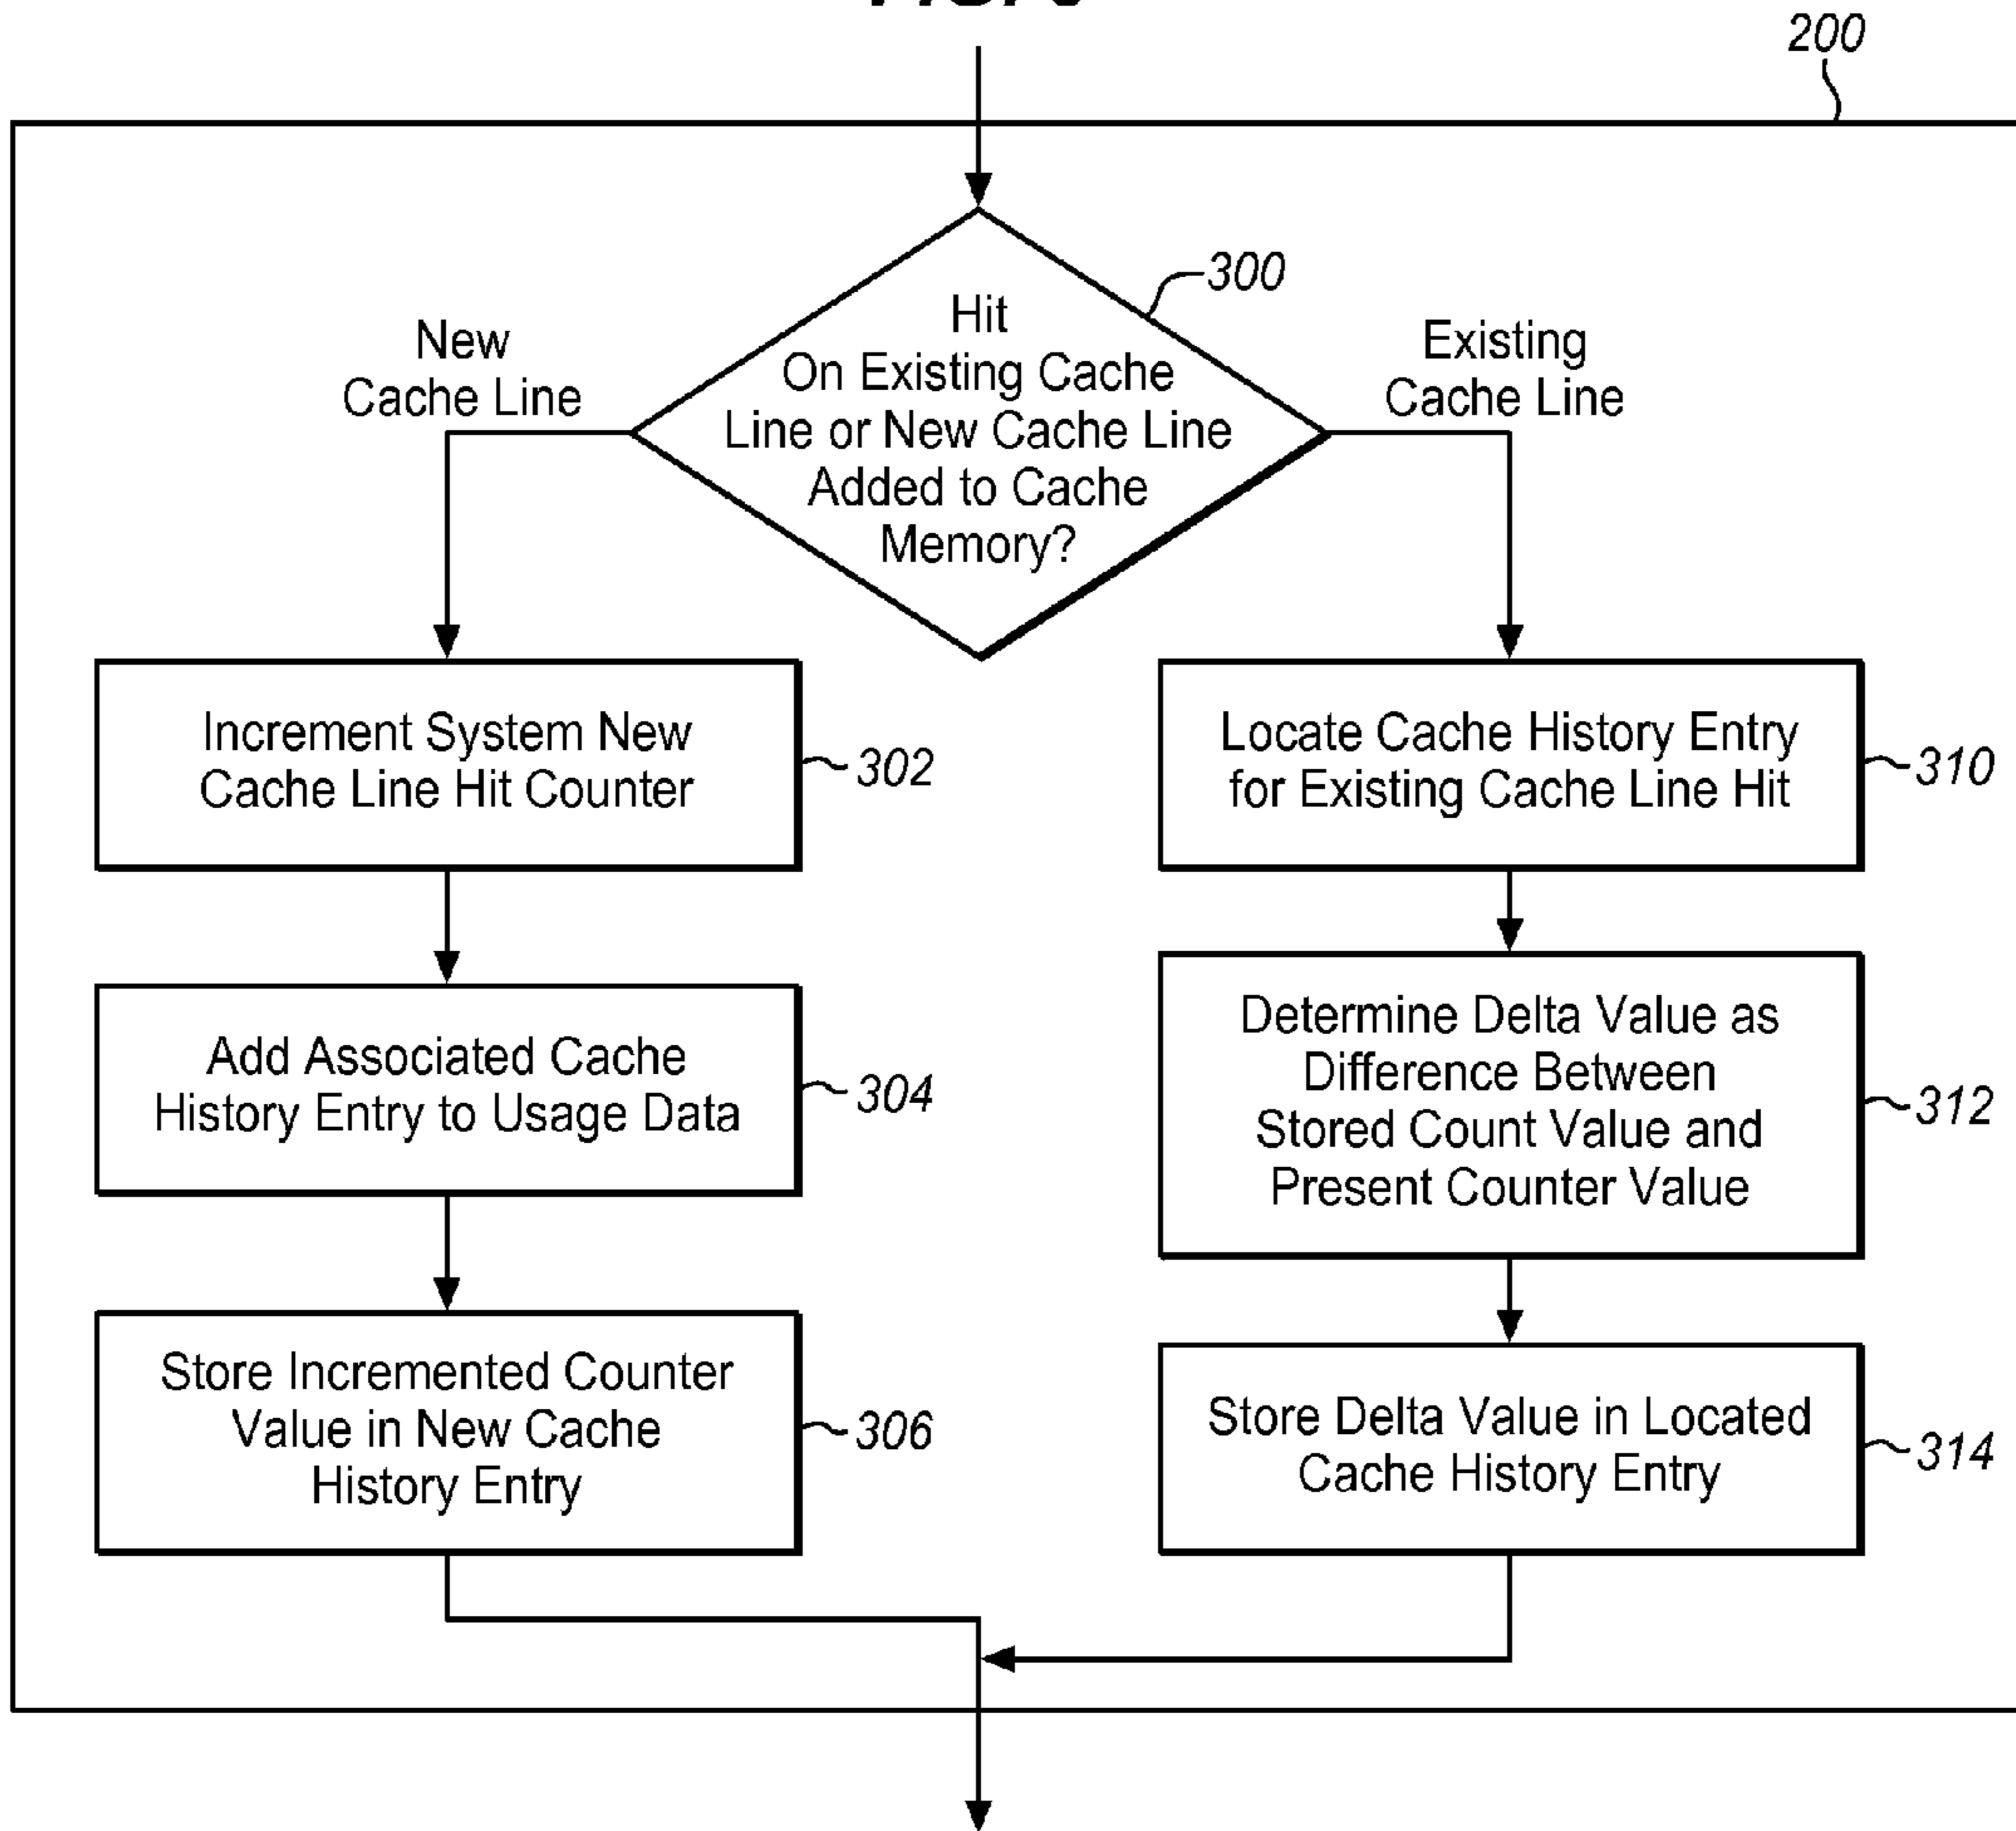 200
300
Hit
On Existing Cache
Line or New Cache Line
Added to Cache
Memory?
New
Cache Line
Existing
Cache Line
Increment System New
Cache Line Hit Counter
302
Add Associated Cache
History Entry to Usage Data
304
Store Incremented Counter
Value in New Cache
History Entry
306
Locate Cache History Entry
for Existing Cache Line Hit
310
Determine Delta Value as
Difference Between
Stored Count Value and
Present Counter Value
312
Store Delta Value in Located
Cache History Entry
314